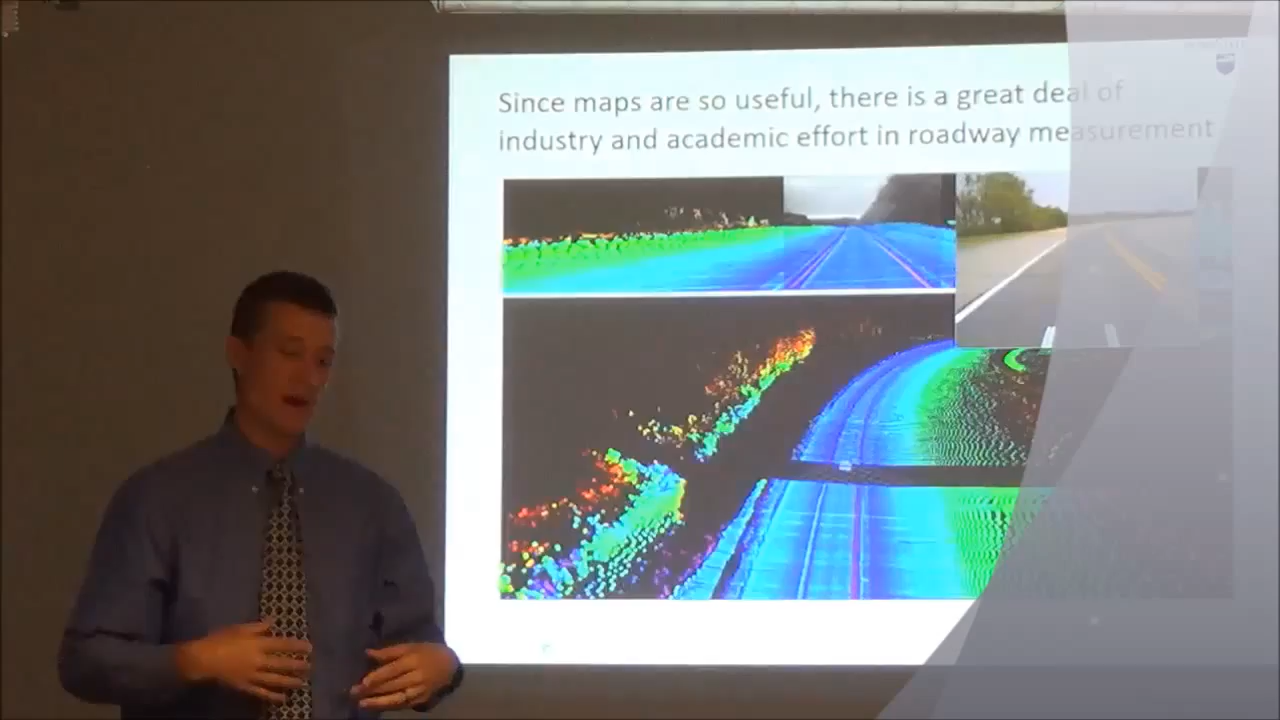 Since maps are so useful, there is a great deal of
industry and academic effort in roadway measurement